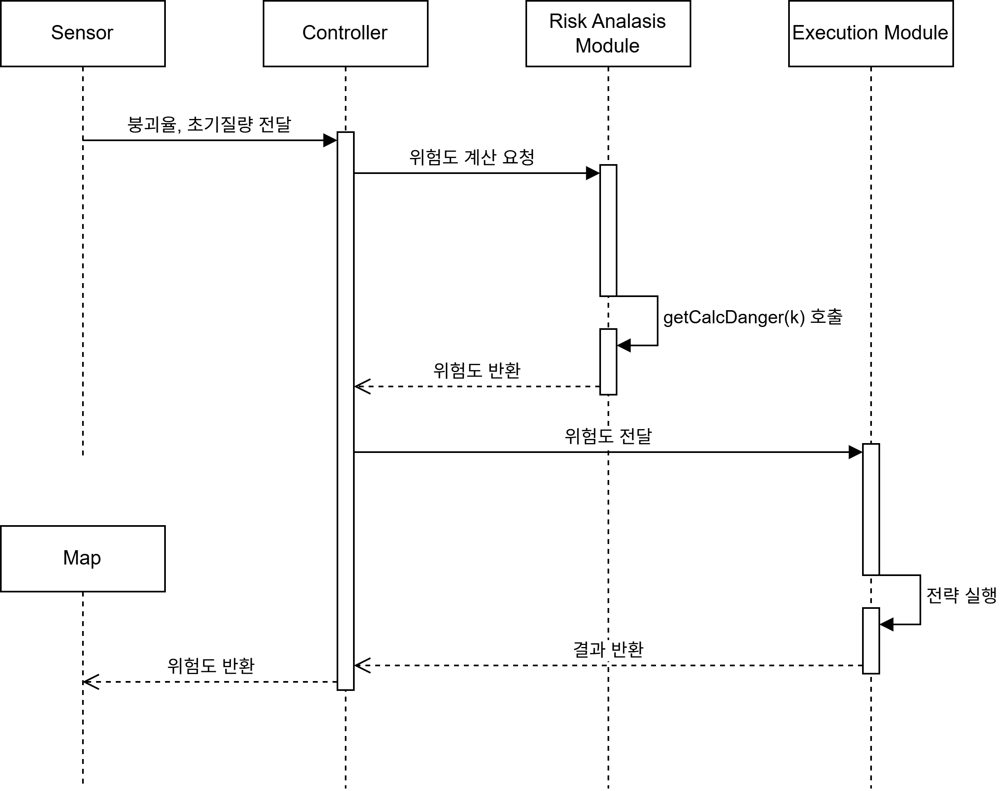 Sensor
Controller
Risk Analasis
Module
Execution Module
붕괴율, 초기질량 전달
위험도 계산 요청
getCalcDanger(k) 호출
위험도 반환
위험도 전달
Map
전략 실행
결과 반환
위험도 반환